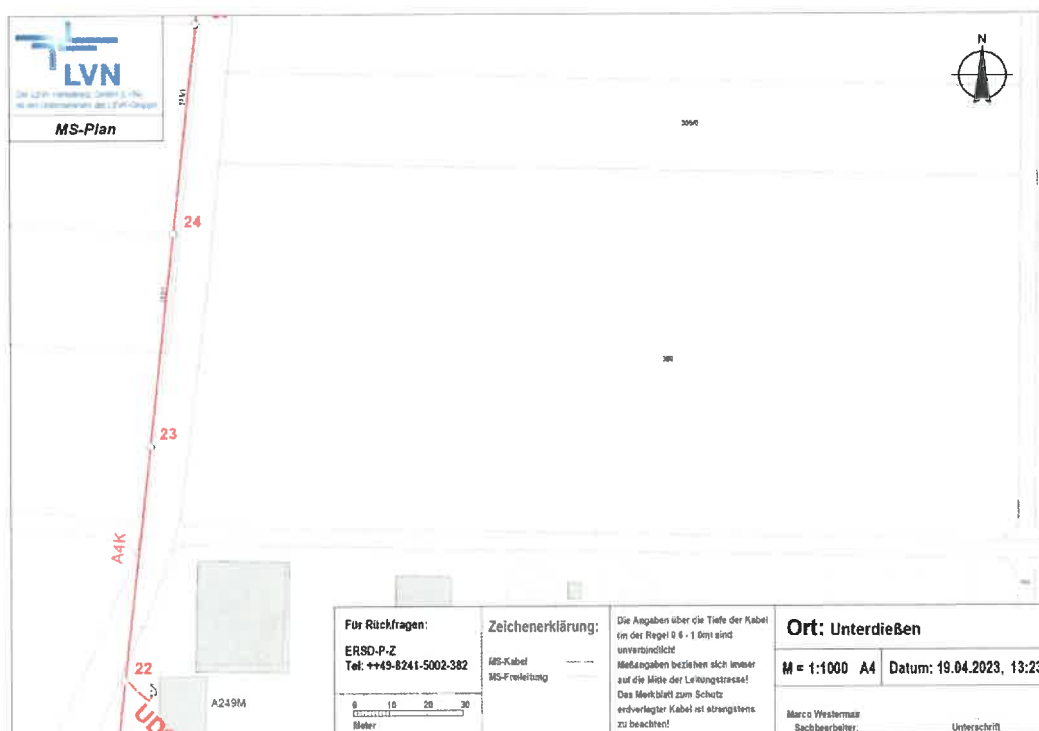 LVN
MS-Plan
N
24
23
A4K
22
A249M
Für Rückfragen:
ERSD-P-Z
Tel: ++49-8241-5002-382
0 10 20 30
Meter
Zeichenerklärung:
MS-Kabel
MS-Freileitung
Die Angaben über die Tiefe der Kabel
(in der Regel 0.6 - 1.0m) sind
unverbindlich!
Maßangaben beziehen sich immer
auf die Mitte der Leitungstrasse!
Das Merkblatt zum Schutz
erdverlegter Kabel ist strengstens
zu beachten!
Ort: Unterdießen
M = 1:1000 A4
Datum: 19.04.2023, 13:23
Marco Westermair
Sachbearbeiter:
Unterschrift